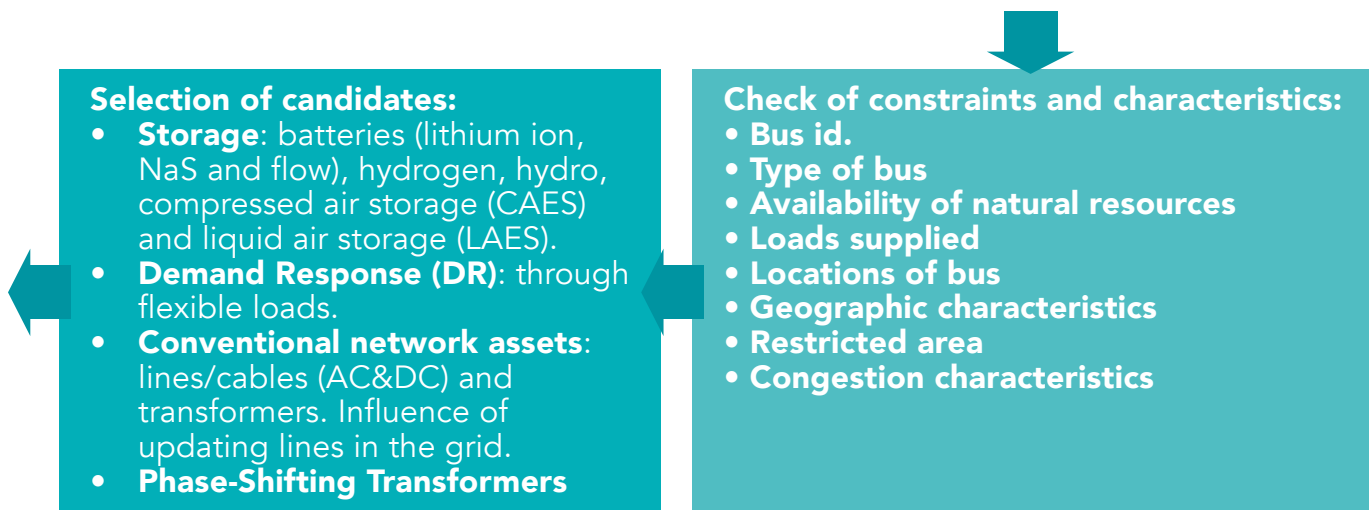 Selection of candidates:
• Storage: batteries (lithium ion,
NaS and flow), hydrogen, hydro,
compressed air storage (CAES)
and liquid air storage (LAES).
• Demand Response (DR): through
flexible loads.
• Conventional network assets:
lines/cables (AC&DC) and
transformers. Influence of
updating lines in the grid.
• Phase-Shifting Transformers
Check of constraints and characteristics:
• Bus id.
• Type of bus
• Availability of natural resources
• Loads supplied
• Locations of bus
• Geographic characteristics
• Restricted area
• Congestion characteristics